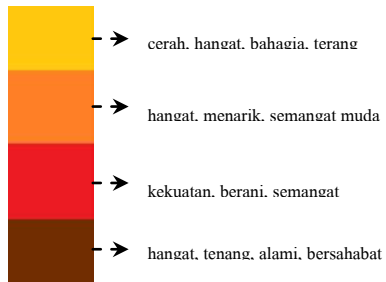 cerah, hangat, bahagia, terang
hangat, menarik, semangat muda
kekuatan, berani, semangat
hangat, tenang, alami, bersahabat